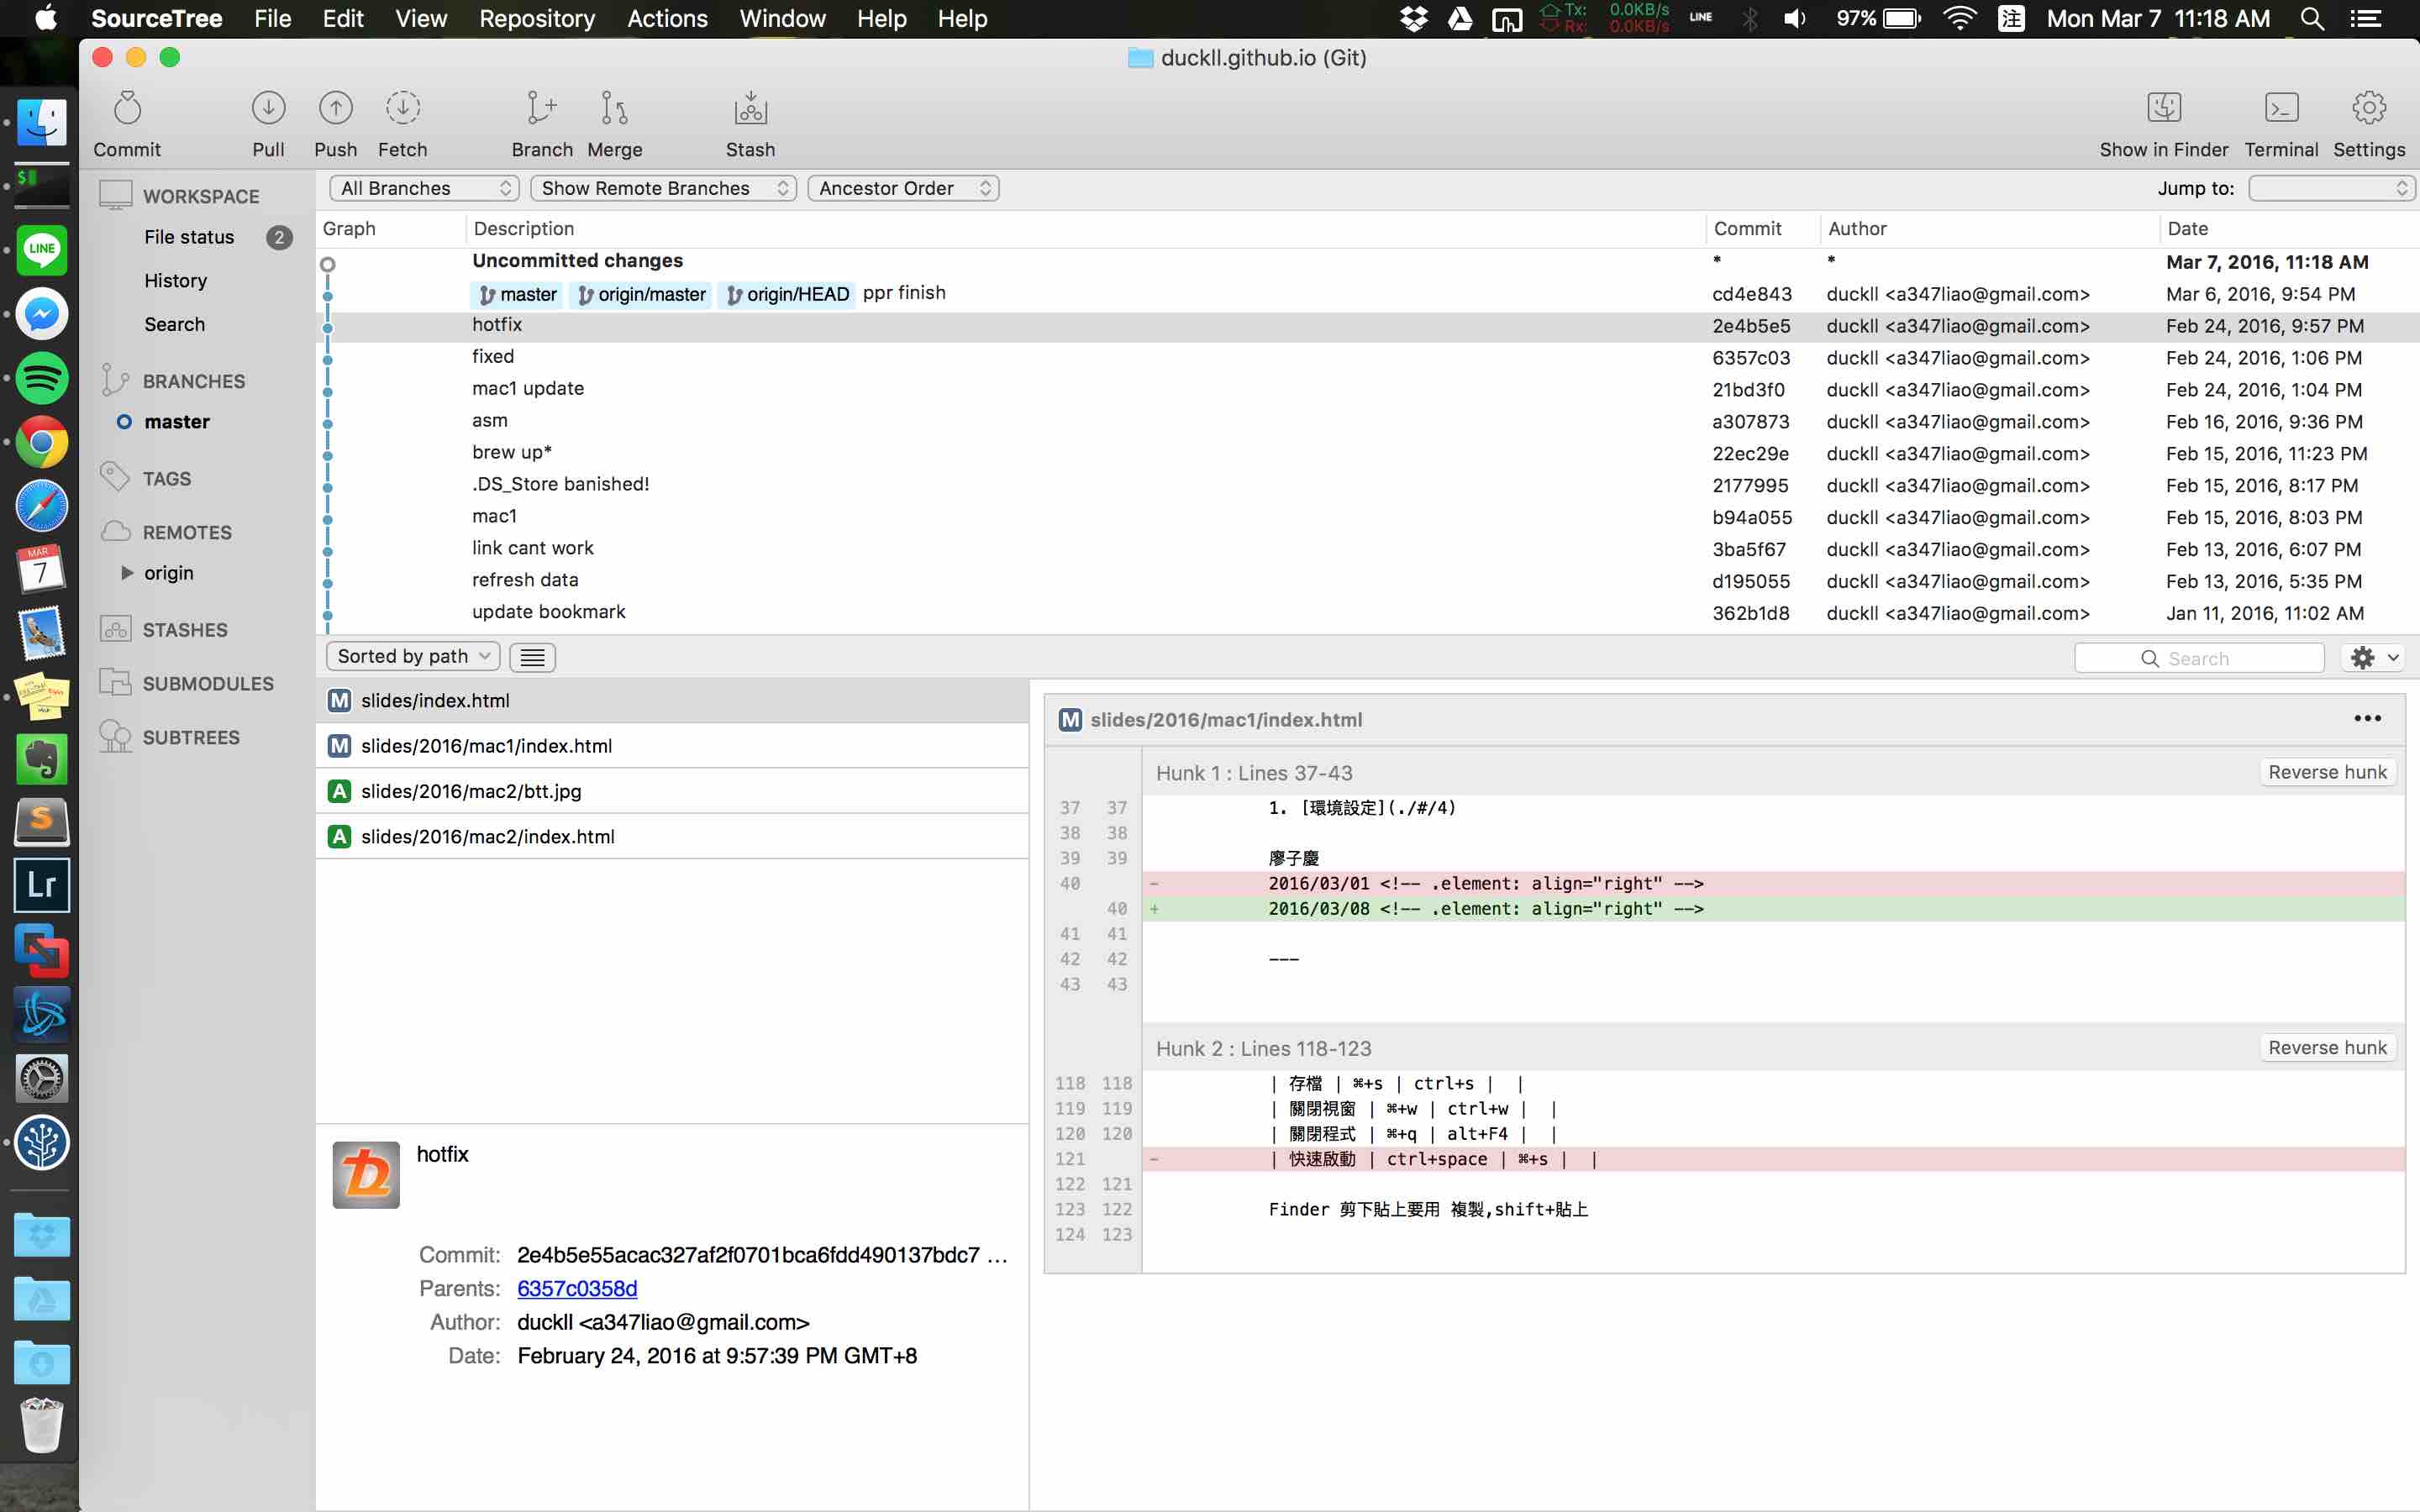 SourceTree File Edit View Repository Actions Window Help Help Tx: 0.0KB/s Rx: 0.0KB/s LINE 97% 注 Mon Mar 7 11:18 AM
duckll.github.io (Git)
Commit Pull Push Fetch Branch Merge Stash Show in Finder Terminal Settings
WORKSPACE
File status 2
History
Search
BRANCHES
master
TAGS
REMOTES
origin
STASHES
SUBMODULES
SUBTREES
All Branches Show Remote Branches Ancestor Order Jump to:
Graph Description Commit Author Date
Uncommitted changes * * Mar 7, 2016, 11:18 AM
master origin/master origin/HEAD ppr finish cd4e843 duckll <a347liao@gmail.com> Mar 6, 2016, 9:54 PM
hotfix 2e4b5e5 duckll <a347liao@gmail.com> Feb 24, 2016, 9:57 PM
fixed 6357c03 duckll <a347liao@gmail.com> Feb 24, 2016, 1:06 PM
mac1 update 21bd3f0 duckll <a347liao@gmail.com> Feb 24, 2016, 1:04 PM
asm a307873 duckll <a347liao@gmail.com> Feb 16, 2016, 9:36 PM
brew up* 22ec29e duckll <a347liao@gmail.com> Feb 15, 2016, 11:23 PM
.DS_Store banished! 2177995 duckll <a347liao@gmail.com> Feb 15, 2016, 8:17 PM
mac1 b94a055 duckll <a347liao@gmail.com> Feb 15, 2016, 8:03 PM
link cant work 3ba5f67 duckll <a347liao@gmail.com> Feb 13, 2016, 6:07 PM
refresh data d195055 duckll <a347liao@gmail.com> Feb 13, 2016, 5:35 PM
update bookmark 362b1d8 duckll <a347liao@gmail.com> Jan 11, 2016, 11:02 AM
Sorted by path Search
M slides/index.html
M slides/2016/mac1/index.html
A slides/2016/mac2/btt.jpg
A slides/2016/mac2/index.html
hotfix
Commit: 2e4b5e55acac327af2f0701bca6fdd490137bdc7 ...
Parents: 6357c0358d
Author: duckll <a347liao@gmail.com>
Date: February 24, 2016 at 9:57:39 PM GMT+8
M slides/2016/mac1/index.html
Hunk 1 : Lines 37-43 Reverse hunk
37 37 1. [環境設定](./#/4)
38 38
39 39 廖子慶
40 - 2016/03/01 <!-- .element: align="right" -->
40 + 2016/03/08 <!-- .element: align="right" -->
41 41
42 42 ---
43 43
Hunk 2 : Lines 118-123 Reverse hunk
118 118 | 存檔 | ⌘+s | ctrl+s | |
119 119 | 關閉視窗 | ⌘+w | ctrl+w | |
120 120 | 關閉程式 | ⌘+q | alt+F4 | |
121 - | 快速啟動 | ctrl+space | ⌘+s | |
122 121
123 122 Finder 剪下貼上要用 複製,shift+貼上
124 123
$
LINE
MAR
7
S
Lr